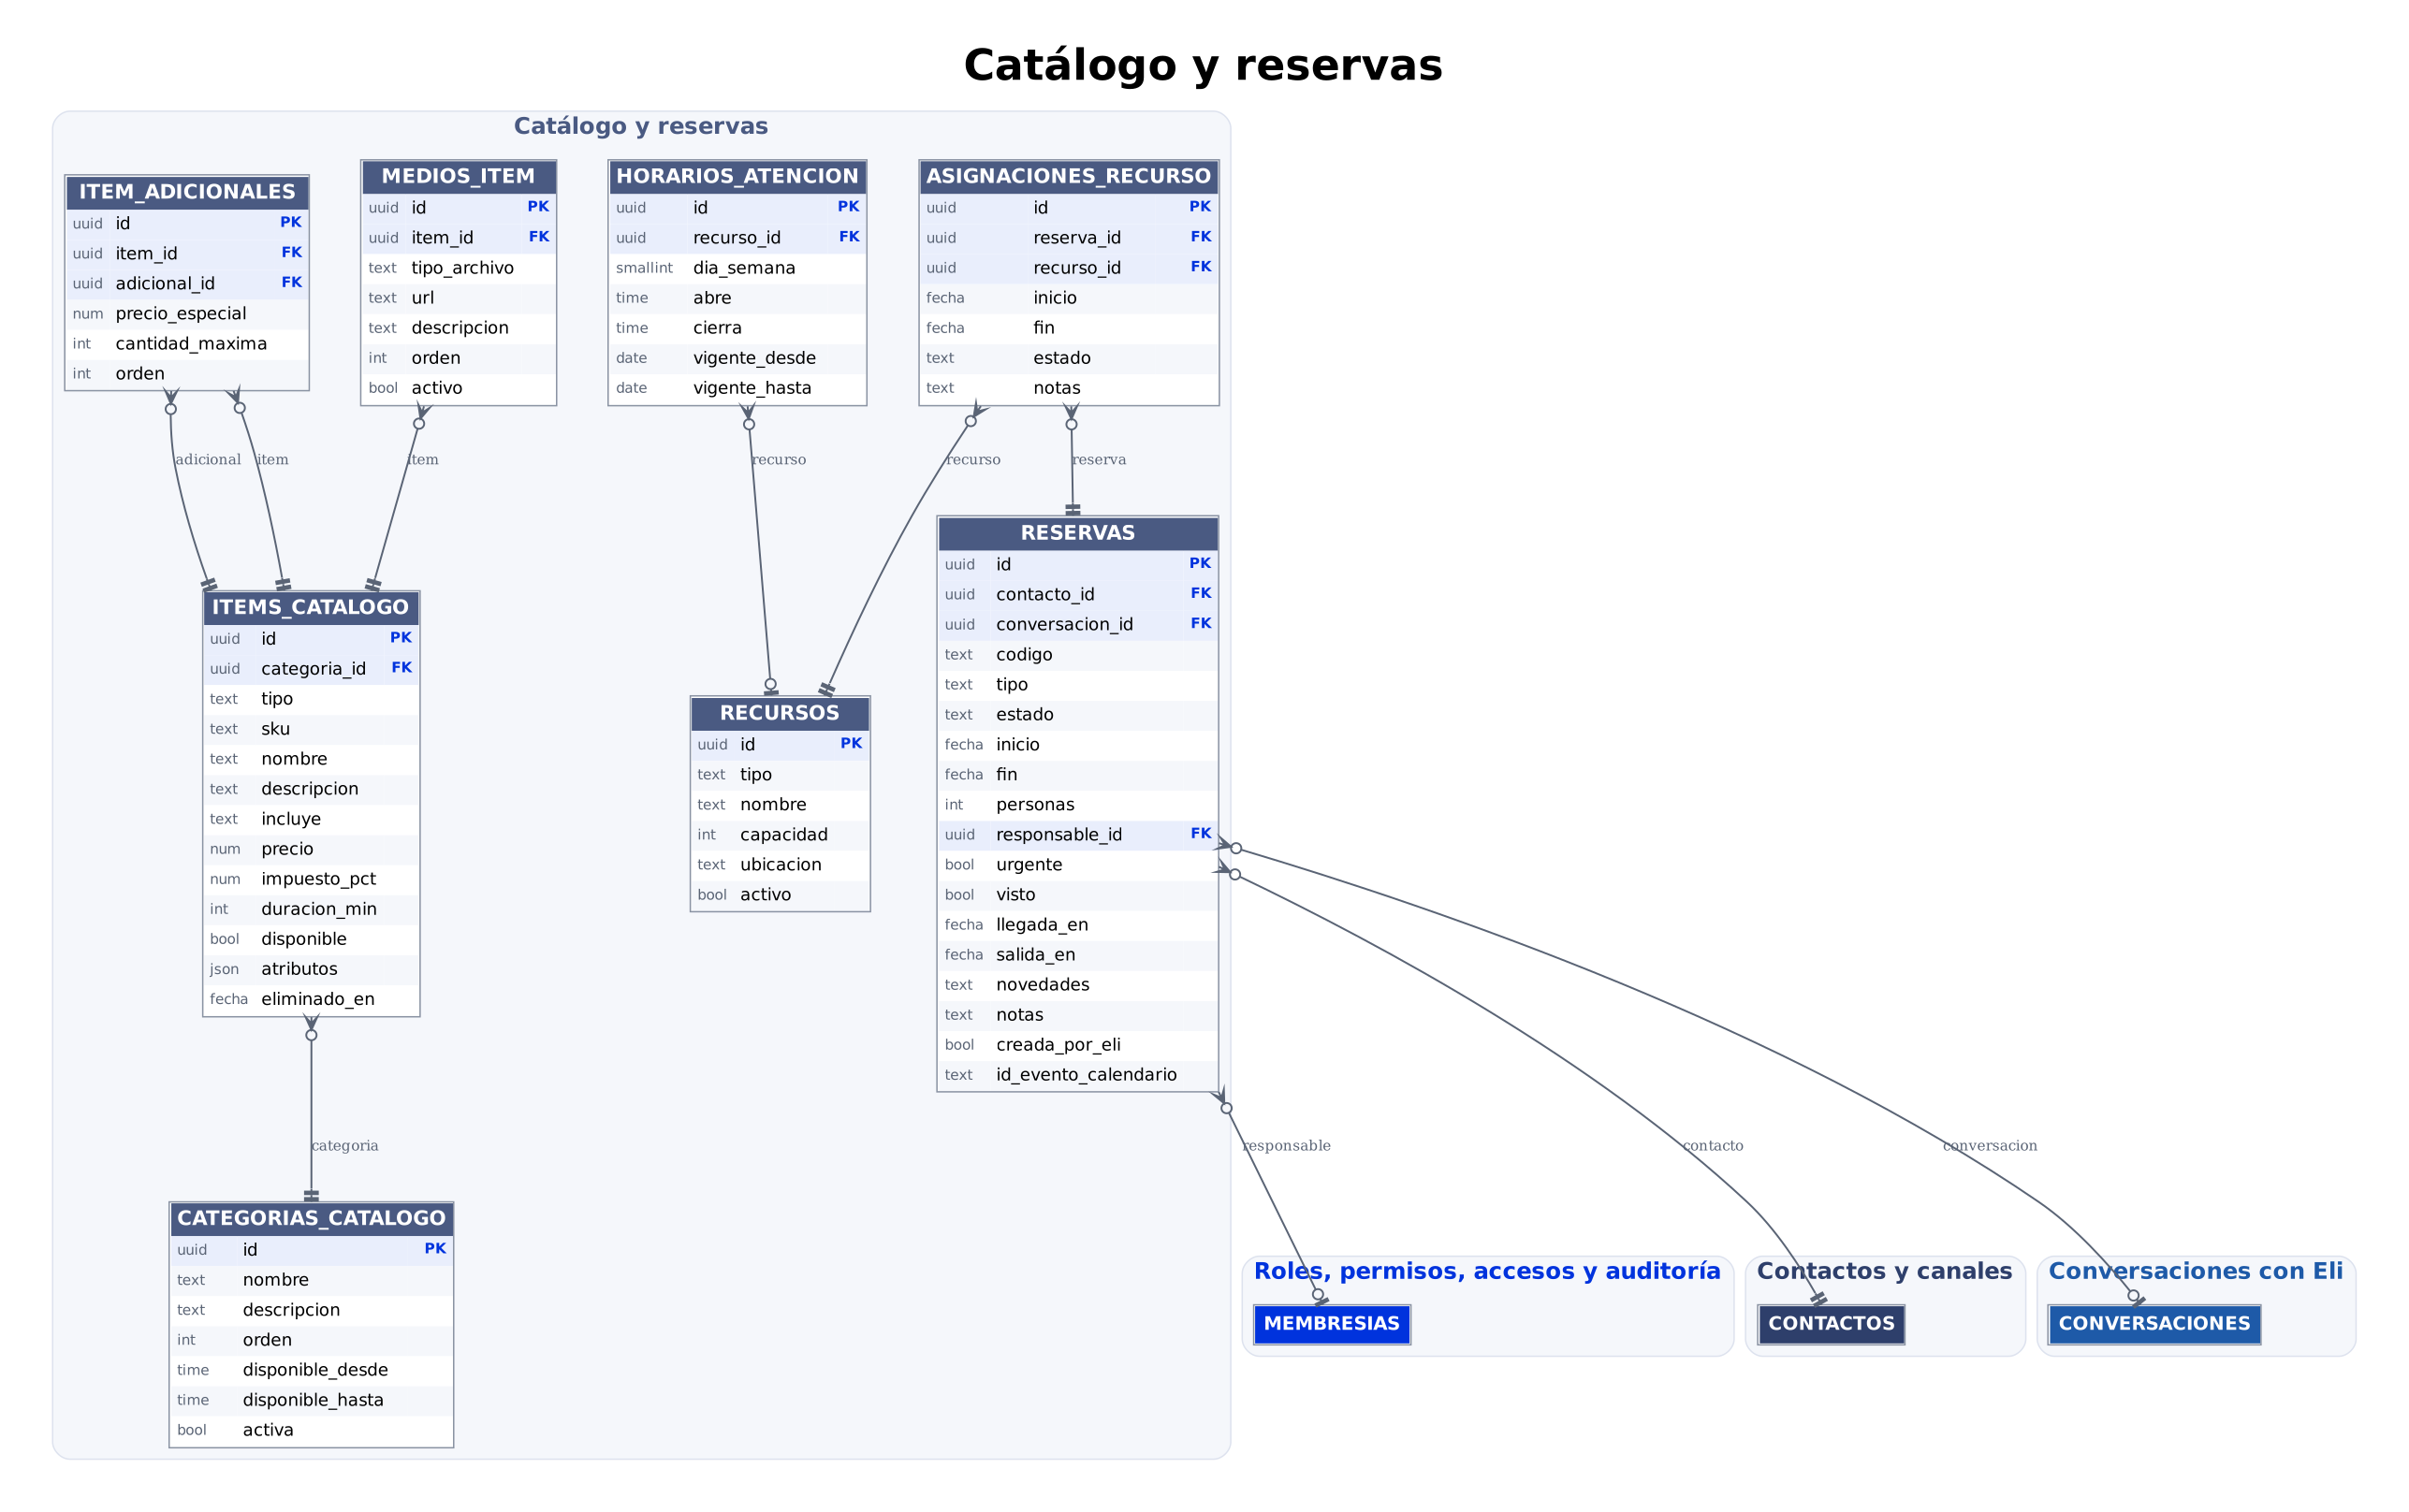 Catálogo y reservas
Catálogo y reservas
ITEM_ADICIONALES
uuid id PK
uuid item_id FK
uuid adicional_id FK
num precio_especial
int cantidad_maxima
int orden
MEDIOS_ITEM
uuid id PK
uuid item_id FK
text tipo_archivo
text url
text descripcion
int orden
bool activo
HORARIOS_ATENCION
uuid id PK
uuid recurso_id FK
smallint dia_semana
time abre
time cierra
date vigente_desde
date vigente_hasta
ASIGNACIONES_RECURSO
uuid id PK
uuid reserva_id FK
uuid recurso_id FK
fecha inicio
fecha fin
text estado
text notas
adicional
item
item
recurso
recurso
reserva
ITEMS_CATALOGO
uuid id PK
uuid categoria_id FK
text tipo
text sku
text nombre
text descripcion
text incluye
num precio
num impuesto_pct
int duracion_min
bool disponible
json atributos
fecha eliminado_en
RECURSOS
uuid id PK
text tipo
text nombre
int capacidad
text ubicacion
bool activo
RESERVAS
uuid id PK
uuid contacto_id FK
uuid conversacion_id FK
text codigo
text tipo
text estado
fecha inicio
fecha fin
int personas
uuid responsable_id FK
bool urgente
bool visto
fecha llegada_en
fecha salida_en
text novedades
text notas
bool creada_por_eli
text id_evento_calendario
categoria
responsable
contacto
conversacion
CATEGORIAS_CATALOGO
uuid id PK
text nombre
text descripcion
int orden
time disponible_desde
time disponible_hasta
bool activa
Roles, permisos, accesos y auditoría
MEMBRESIAS
Contactos y canales
CONTACTOS
Conversaciones con Eli
CONVERSACIONES